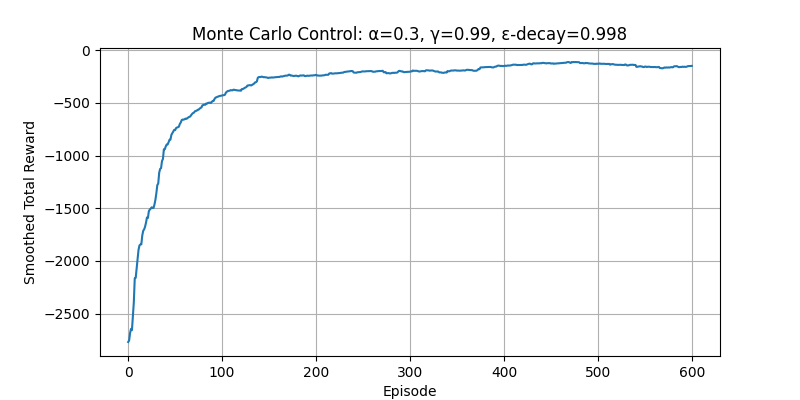 Monte Carlo Control: α=0.3, γ=0.99, ε-decay=0.998
Smoothed Total Reward
0
−500
−1000
−1500
−2000
−2500
0 100 200 300 400 500 600
Episode